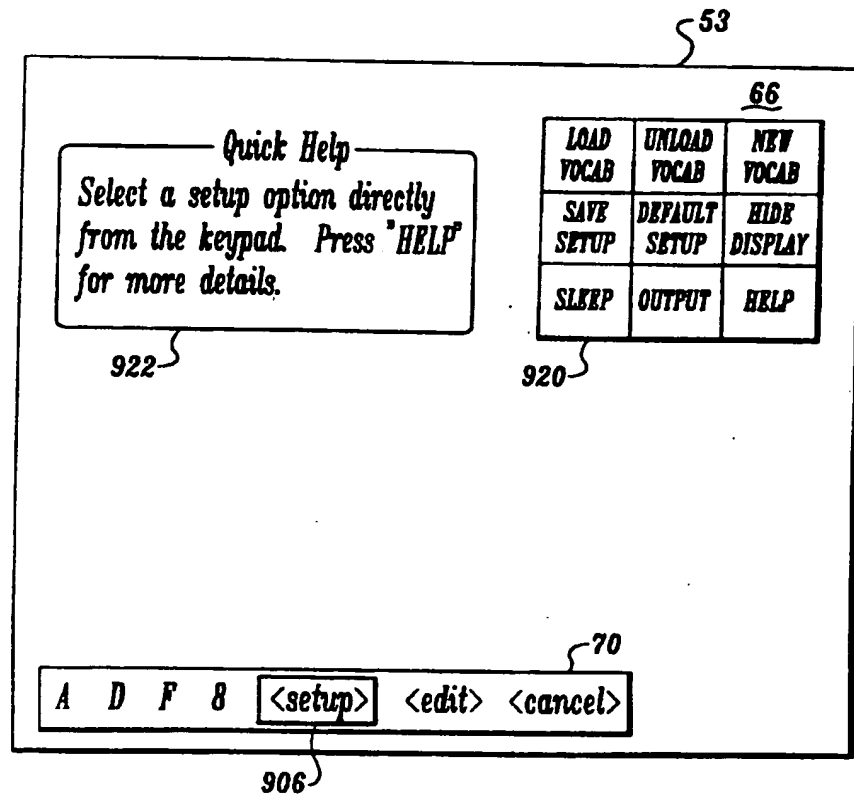 53
66
Quick Help
Select a setup option directly
from the keypad. Press "HELP"
for more details.
922
LOAD VOCAB UNLOAD VOCAB NEW VOCAB
SAVE SETUP DEFAULT SETUP HIDE DISPLAY
SLEEP OUTPUT HELP
920
70
A D F 8 <setup> <edit> <cancel>
906